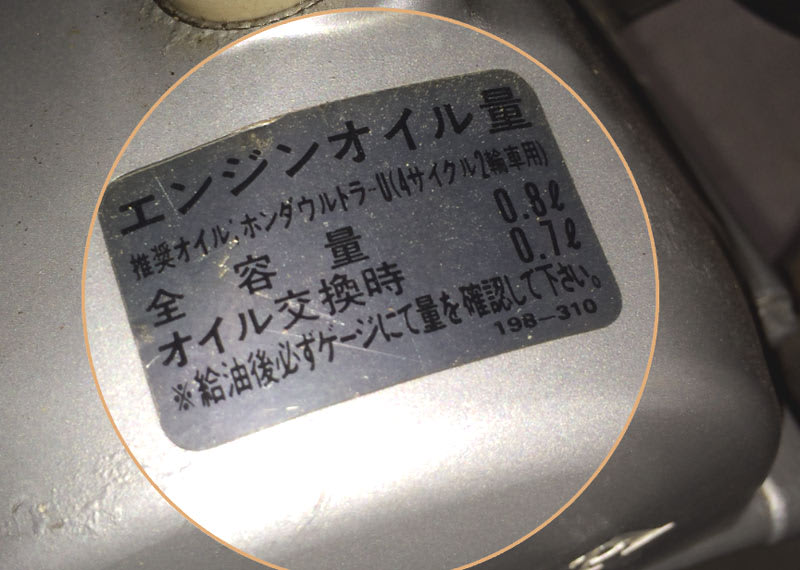 エンジンオイル量
推奨オイル:ホンダウルトラ-U(4サイクル2輪車用)
全容量 0.8ℓ
オイル交換時 0.7ℓ
※給油後必ずゲージにて量を確認して下さい。
198-310